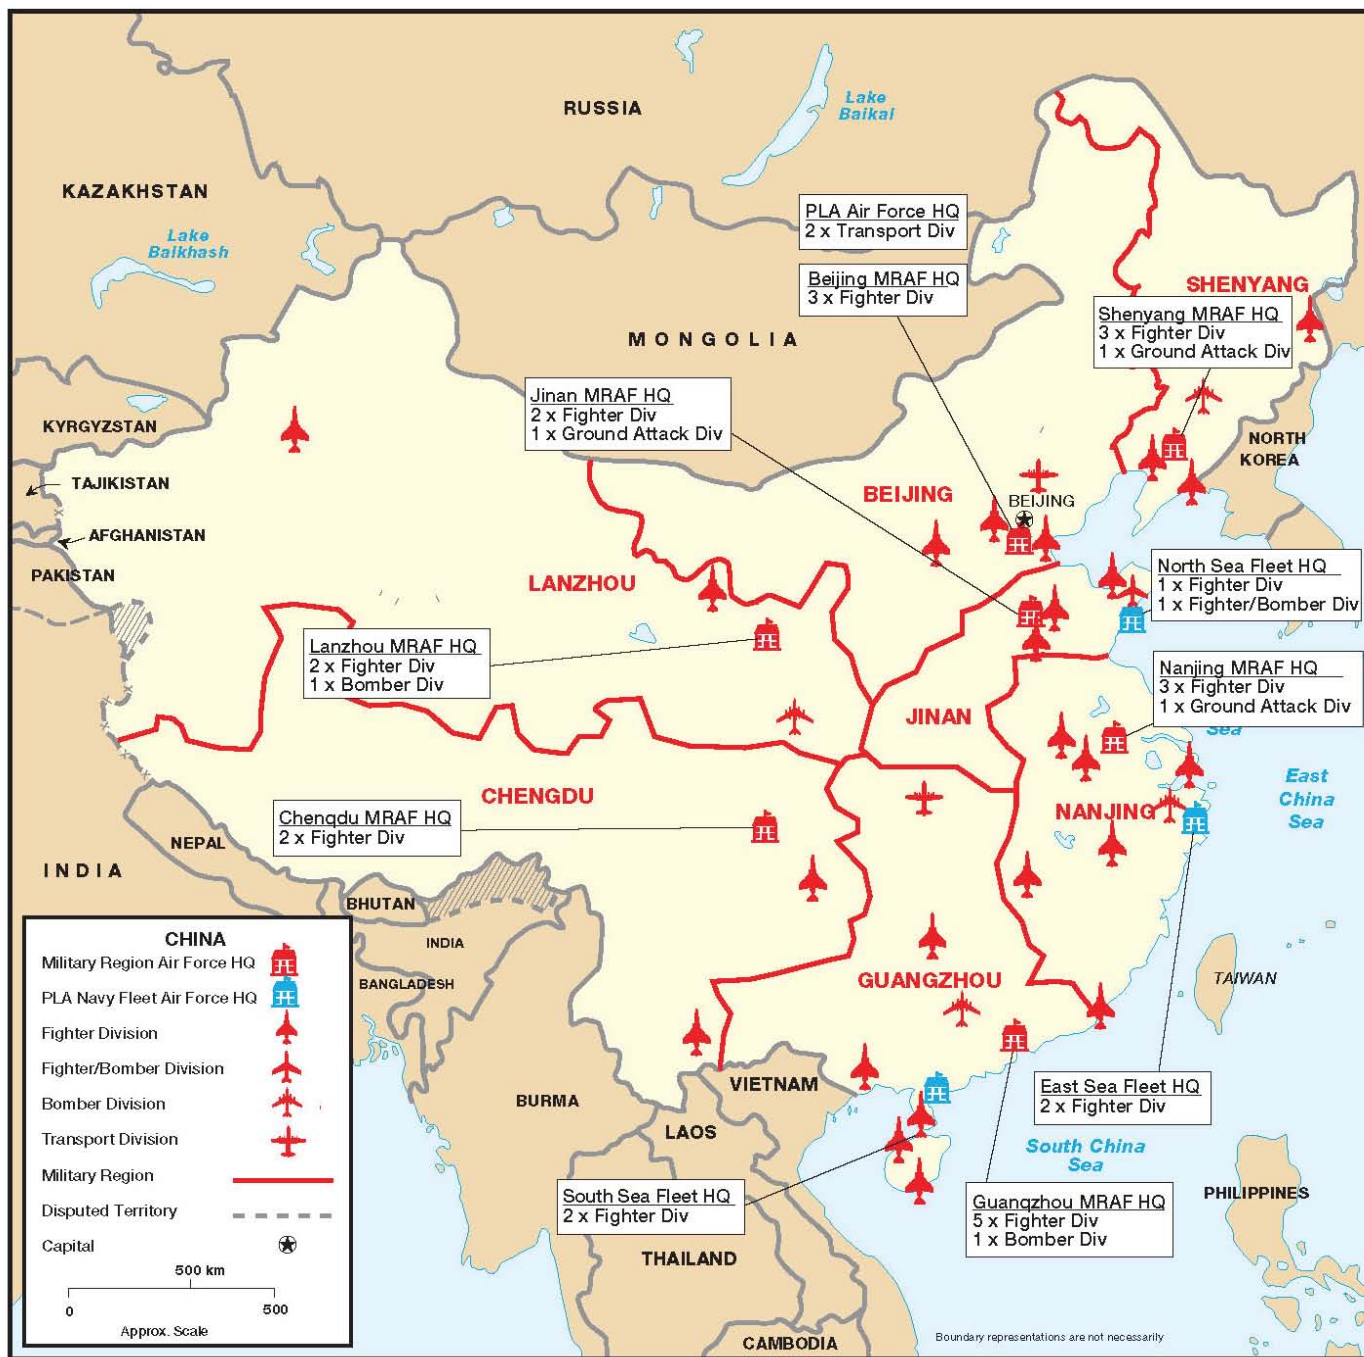 RUSSIA
Lake
Baikal
KAZAKHSTAN
Lake
Baikhash
PLA Air Force HQ
2 x Transport Div
Beijing MRAF HQ
3 x Fighter Div
SHENYANG
Shenyang MRAF HQ
3 x Fighter Div
1 x Ground Attack Div
MONGOLIA
Jinan MRAF HQ
2 x Fighter Div
1 x Ground Attack Div
KYRGYZSTAN
NORTH
KOREA
TAJIKISTAN
BEIJING
BEIJING
AFGHANISTAN
PAKISTAN
LANZHOU
North Sea Fleet HQ
1 x Fighter Div
1 x Fighter/Bomber Div
Lanzhou MRAF HQ
2 x Fighter Div
1 x Bomber Div
Nanjing MRAF HQ
3 x Fighter Div
1 x Ground Attack Div
JINAN
Sea
East
China
Sea
CHENGDU
Chenqdu MRAF HQ
2 x Fighter Div
NANJING
NEPAL
INDIA
BHUTAN
INDIA
BANGLADESH
GUANGZHOU
TAIWAN
CHINA
Military Region Air Force HQ
PLA Navy Fleet Air Force HQ
Fighter Division
Fighter/Bomber Division
Bomber Division
Transport Division
Military Region
Disputed Territory
Capital
500 km
0 500
Approx. Scale
BURMA
VIETNAM
LAOS
East Sea Fleet HQ
2 x Fighter Div
South China
Sea
South Sea Fleet HQ
2 x Fighter Div
Guanqzhou MRAF HQ
5 x Fighter Div
1 x Bomber Div
PHILIPPINES
THAILAND
CAMBODIA
Boundary representations are not necessarily